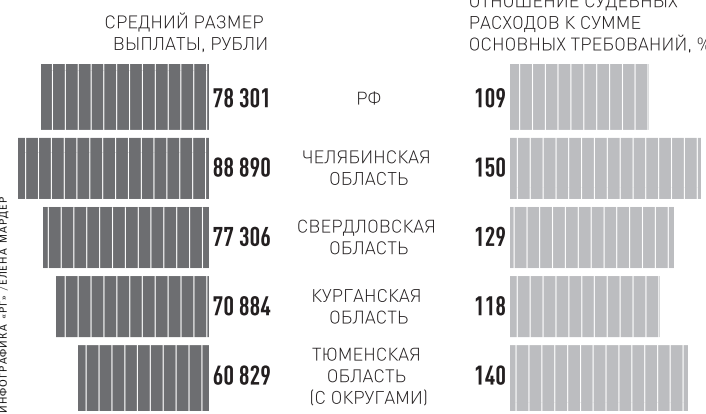 СРЕДНИЙ РАЗМЕР
ВЫПЛАТЫ, РУБЛИ
ОТНОШЕНИЕ СУДЕБНЫХ
РАСХОДОВ К СУММЕ
ОСНОВНЫХ ТРЕБОВАНИЙ, %
78 301
РФ
109
88 890
ЧЕЛЯБИНСКАЯ
ОБЛАСТЬ
150
77 306
СВЕРДЛОВСКАЯ
ОБЛАСТЬ
129
70 884
КУРГАНСКАЯ
ОБЛАСТЬ
118
60 829
ТЮМЕНСКАЯ
ОБЛАСТЬ
(С ОКРУГАМИ)
140
ИНФОГРАФИКА «РГ» / ЕЛЕНА МАРДЕР